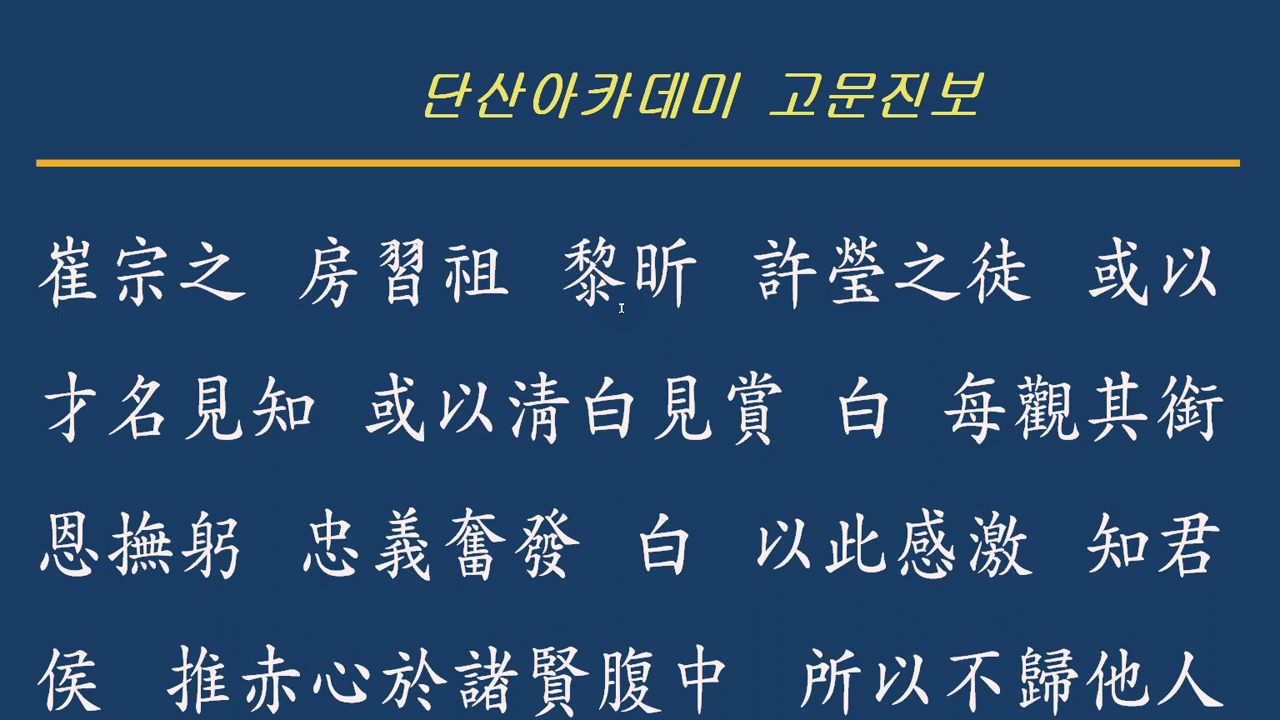 단산아카데미 고문진보
崔宗之 房習祖 黎昕 許瑩之徒 或以
才名見知 或以淸白見賞 白 每觀其銜
恩撫躬 忠義奮發 白 以此感激 知君
侯 推赤心於諸賢腹中 所以不歸他人